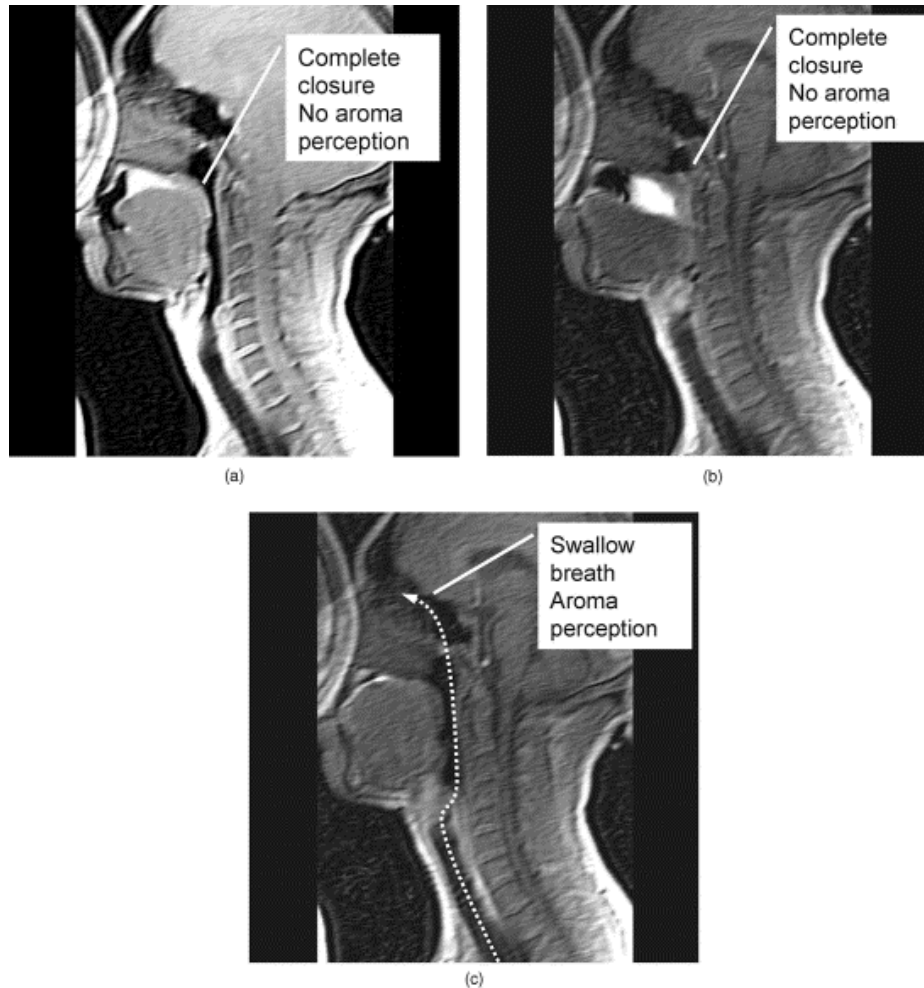 Complete
closure
No aroma
perception
(a)
Complete
closure
No aroma
perception
(b)
Swallow
breath
Aroma
perception
(c)